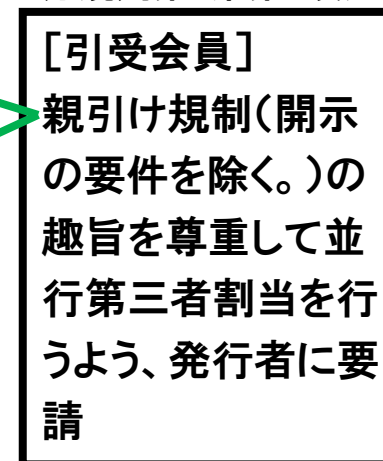 [引受会員]
親引け規制(開示
の要件を除く。)の
趣旨を尊重して並
行第三者割当を行
うよう、発行者に要
請